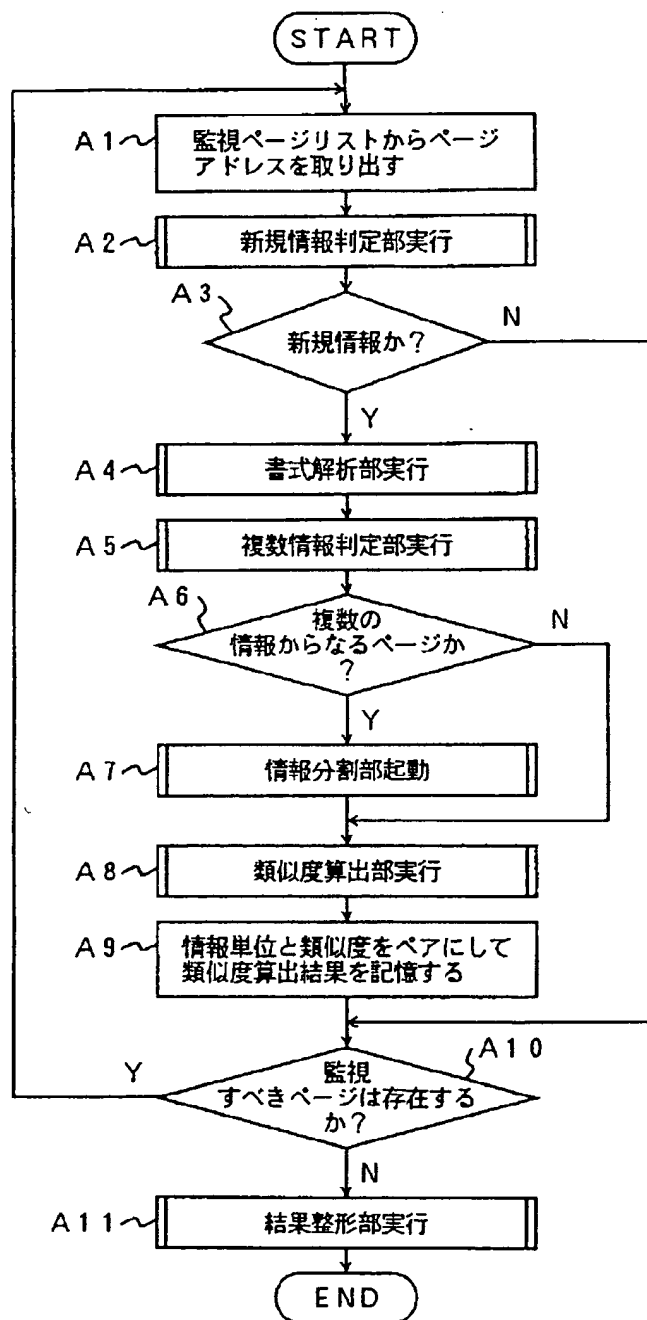 START
A1
監視ページリストからページ
アドレスを取り出す
A2
新規情報判定部実行
A3
新規情報か?
N
Y
A4
書式解析部実行
A5
複数情報判定部実行
A6
複数の
情報からなるページか
?
N
Y
A7
情報分割部起動
A8
類似度算出部実行
A9
情報単位と類似度をペアにして
類似度算出結果を記憶する
A10
監視
すべきページは存在する
か?
Y
N
A11
結果整形部実行
END